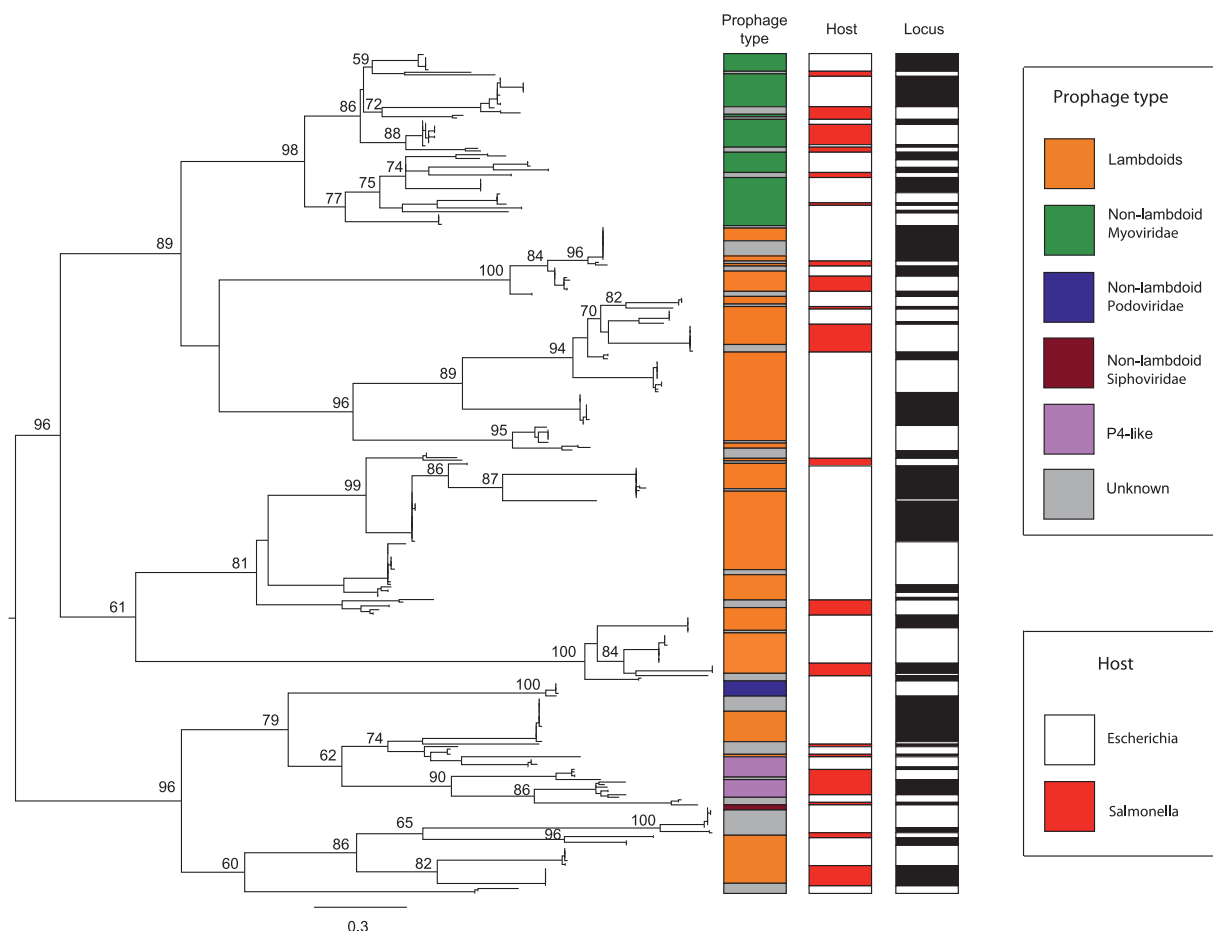 Prophage
type
Host
Locus
59
86
72
88
98
74
75
77
89
96
84
100
82
70
94
89
96
95
96
86
87
99
81
61
100
84
100
79
74
62
90
86
96
65
100
96
86
60
82
0.3
Prophage type
Lambdoids
Non-lambdoid
Myoviridae
Non-lambdoid
Podoviridae
Non-lambdoid
Siphoviridae
P4-like
Unknown
Host
Escherichia
Salmonella